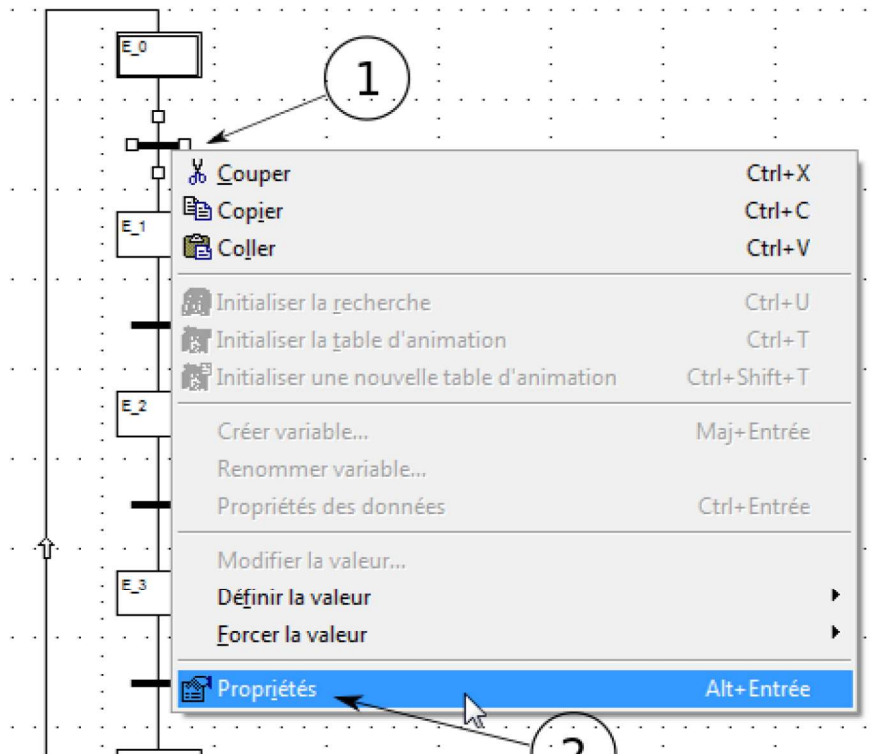 E_0
1
Couper Ctrl+X
Copier Ctrl+C
E_1
Coller Ctrl+V
Initialiser la recherche Ctrl+U
Initialiser la table d'animation Ctrl+T
Initialiser une nouvelle table d'animation Ctrl+Shift+T
E_2
Créer variable... Maj+Entrée
Renommer variable...
Propriétés des données Ctrl+Entrée
Modifier la valeur...
E_3
Définir la valeur
Forcer la valeur
Propriétés Alt+Entrée
2